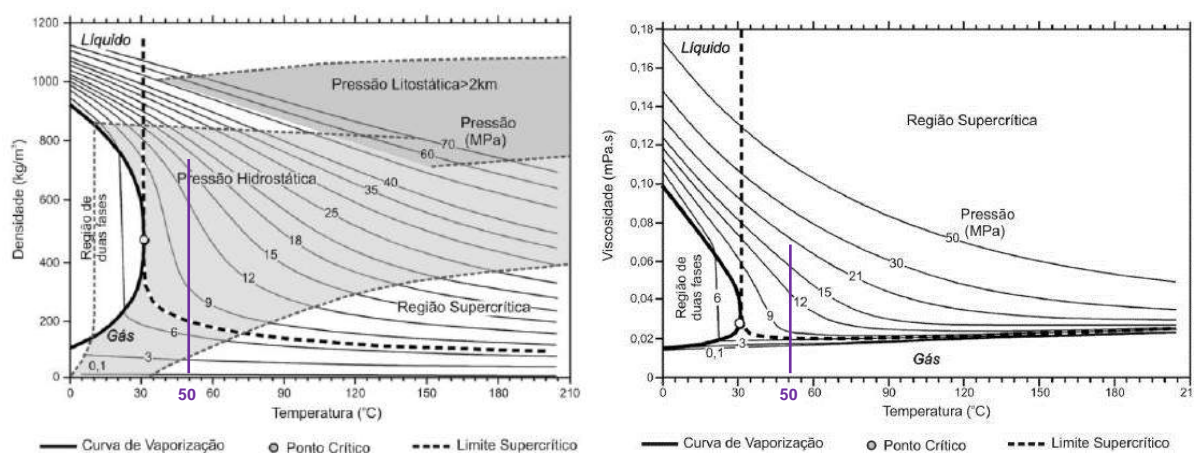 1200
1000
800
600
400
200
0
Densidade (kg/m³)
Líquido
Pressão Litostática>2km
Pressão
(MPa)
70
60
Pressão Hidrostática
40
35
25
18
15
12
9
6
3
0,1
Região de
duas fases
Gás
Região Supercrítica
0
30
50
60
90
120
150
180
210
Temperatura (°C)
Curva de Vaporização
Ponto Crítico
Limite Supercrítico
0,18
0,16
0,14
0,12
0,10
0,08
0,06
0,04
0,02
0
Viscosidade (mPa.s)
Líquido
Região Supercrítica
Pressão
(MPa)
50
30
21
15
12
9
6
3
0,1
Região de
duas fases
Gás
0
30
50
60
90
120
150
180
21
Temperatura (°C)
Curva de Vaporização
Ponto Crítico
Limite Supercrítico